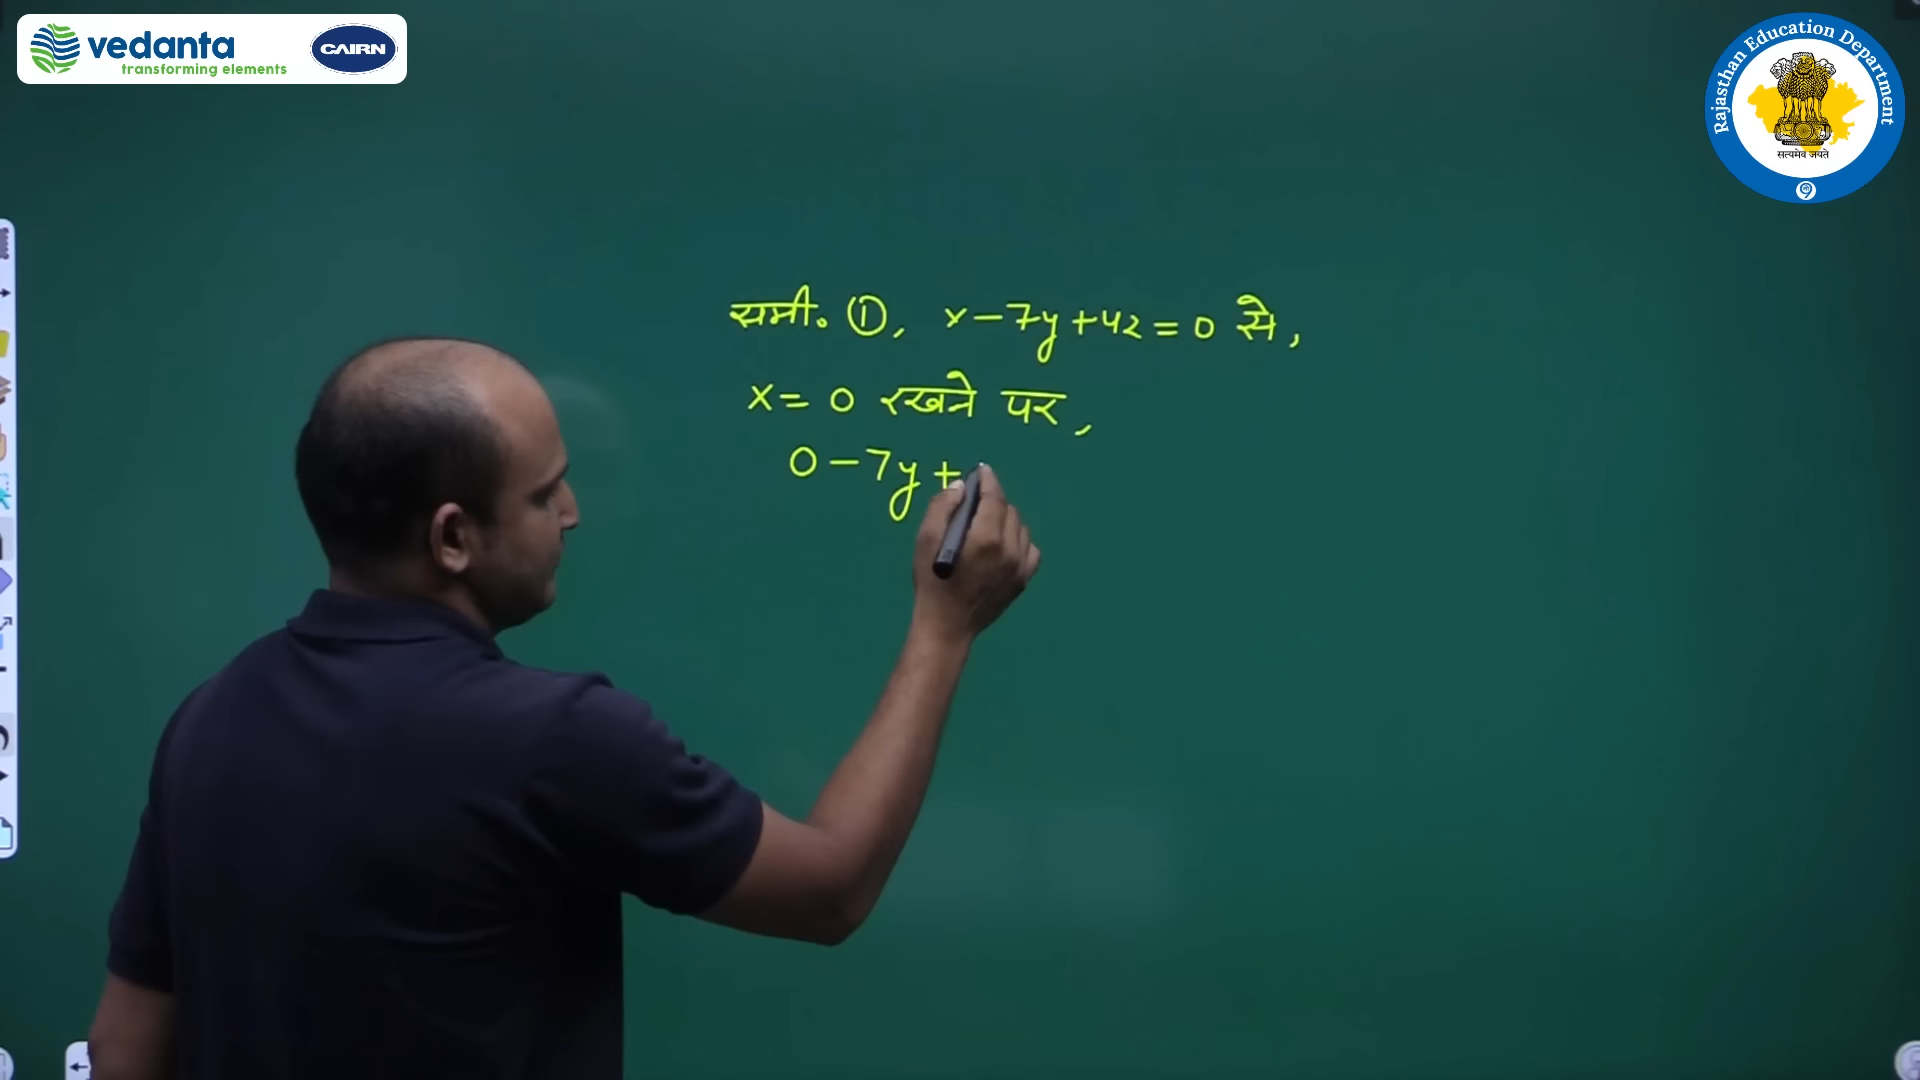 vedanta
transforming elements
CAIRN
Rajasthan Education Department
सत्यमेव जयते
समी. ①, x-7y+42=0 से,
x=0 रखने पर,
0-7y+